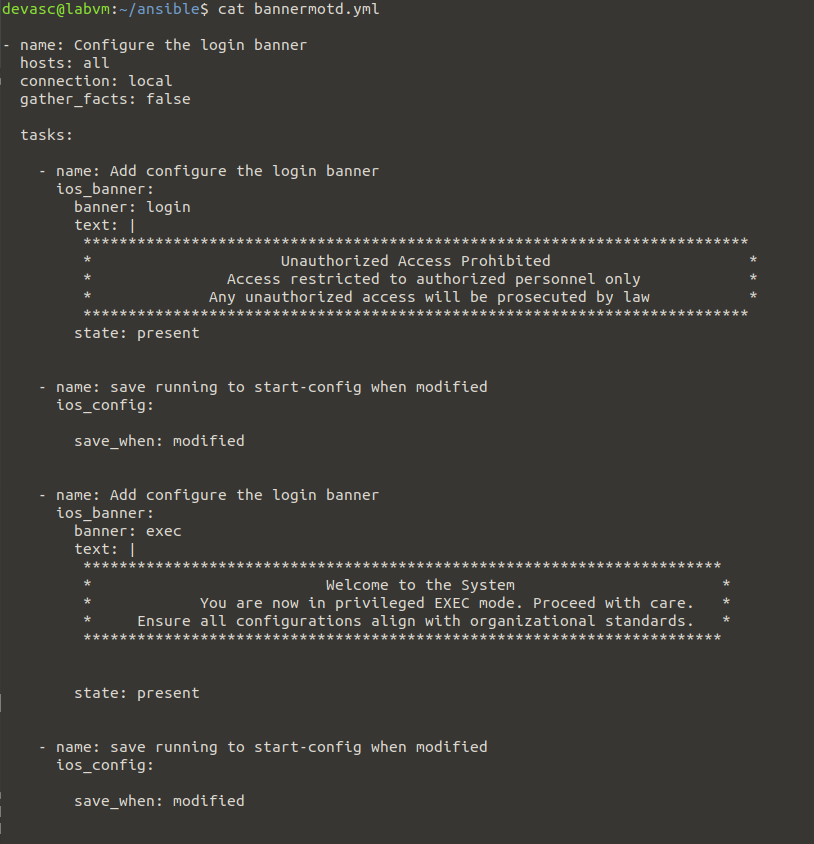 devasc@labvm:~/ansible$ cat bannermotd.yml

- name: Configure the login banner
  hosts: all
  connection: local
  gather_facts: false

  tasks:

    - name: Add configure the login banner
      ios_banner:
        banner: login
        text: |
         **************************************************************************
         *                     Unauthorized Access Prohibited                      *
         *               Access restricted to authorized personnel only            *
         *             Any unauthorized access will be prosecuted by law           *
         **************************************************************************
        state: present


    - name: save running to start-config when modified
      ios_config:

        save_when: modified


    - name: Add configure the login banner
      ios_banner:
        banner: exec
        text: |
         ***********************************************************************
         *                          Welcome to the System                       *
         *            You are now in privileged EXEC mode. Proceed with care.   *
         *     Ensure all configurations align with organizational standards.   *
         ***********************************************************************


        state: present


    - name: save running to start-config when modified
      ios_config:

        save_when: modified